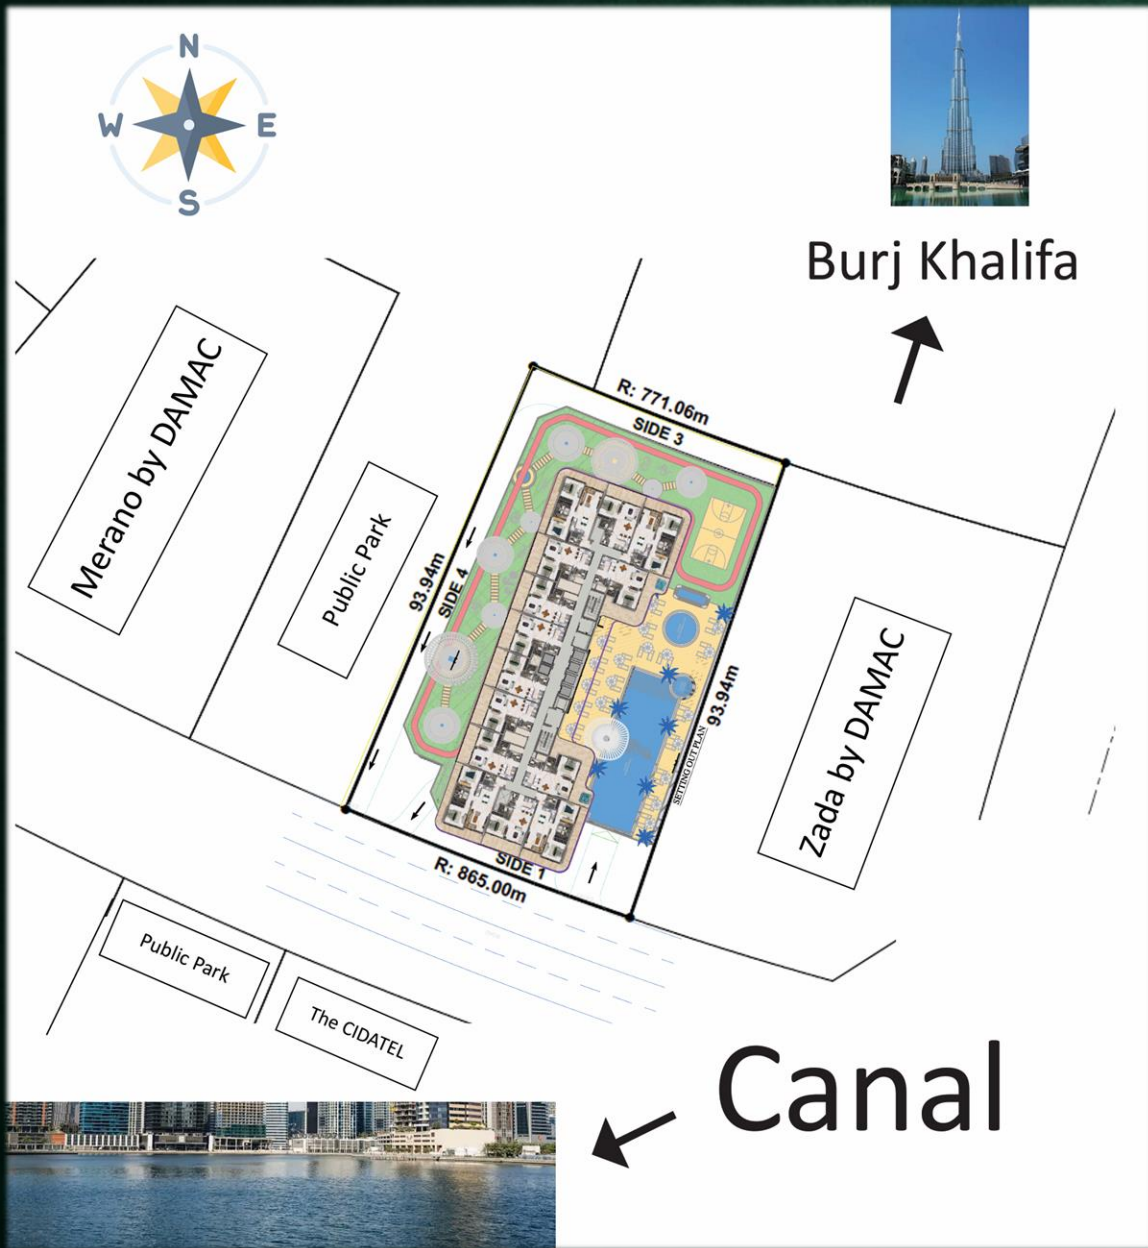 N
W E
S
Burj Khalifa
R: 771.06m
SIDE 3
Merano by DAMAC
Public Park
93.94m
SIDE 4
93.94m
SETTING OUT PLAN
Zada by DAMAC
SIDE 1
R: 865.00m
Public Park
The CIDATEL
Canal